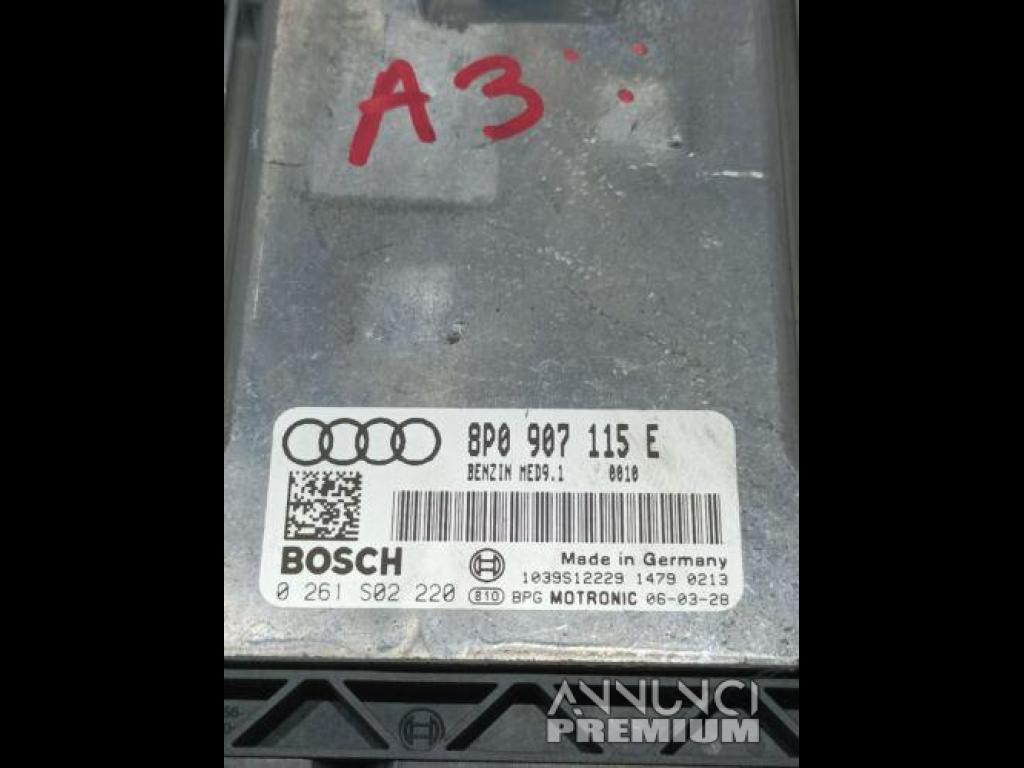 A3
8P0 907 115 E
BENZIN MED9.1 0010
BOSCH
Made in Germany
1039S12229 1479 0213
0 261 S02 220 810 BPG MOTRONIC 06-03-28
ANNUNCI
PREMIUM